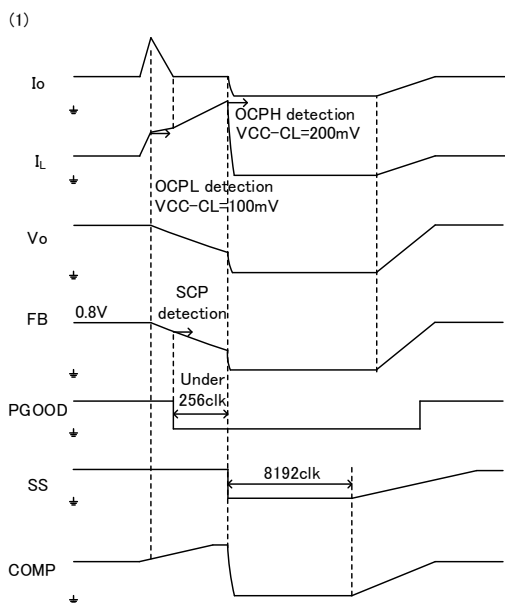 (1)
Io
OCPH detection
VCC-CL=200mV
IL
OCPL detection
VCC-CL=100mV
Vo
SCP
detection
0.8V
FB
Under
256clk
PGOOD
8192clk
SS
COMP